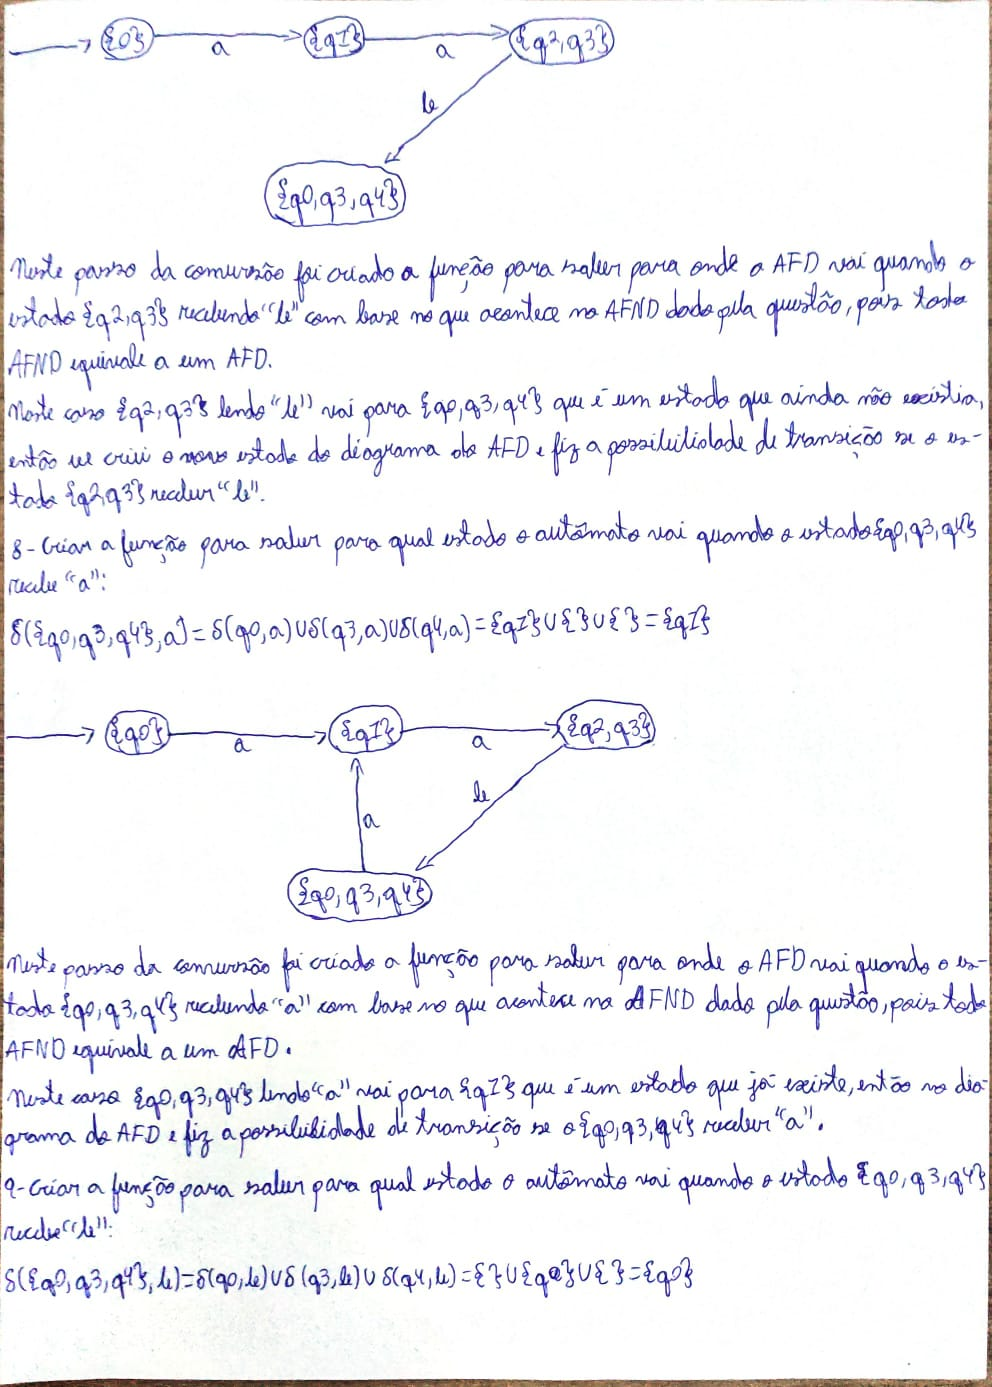 {0} a {q1} a {q2,q3}
b
{q0,q3,q4}
Neste passo da conversão foi criado a função para saber para onde o AFD vai quando o
estado {q2,q3} recebendo "b" com base no que acontece no AFND dado pela questão, pois todo
AFND equivale a um AFD.
Neste caso {q2,q3} lendo "b" vai para {q0,q3,q4} que é um estado que ainda não existia,
então se criei o novo estado do diagrama do AFD e fiz a possibilidade de transição se o es-
tado {q2,q3} receber "b".
8-Criar a função para saber para qual estado o autômato vai quando o estado {q0,q3,q4}
recebe "a":
δ({q0,q3,q4},a)=δ(q0,a)∪δ(q3,a)∪δ(q4,a)={q1}∪{}∪{}={q1}
{q0} a {q1} a {q2,q3}
a b
{q0,q3,q4}
Neste passo da conversão foi criado a função para saber para onde o AFD vai quando o es-
tado {q0,q3,q4} recebendo "a" com base no que acontece na AFND dado pela questão, pois todo
AFND equivale a um AFD.
Neste caso {q0,q3,q4} lendo "a" vai para {q1} que é um estado que já existe, então no dia-
grama do AFD e fiz a possibilidade de transição se o {q0,q3,q4} receber "a".
9-Criar a função para saber para qual estado o autômato vai quando o estado {q0,q3,q4}
recebe "b":
δ({q0,q3,q4},b)=δ(q0,b)∪δ(q3,b)∪δ(q4,b)={}∪{q0}∪{}={q0}